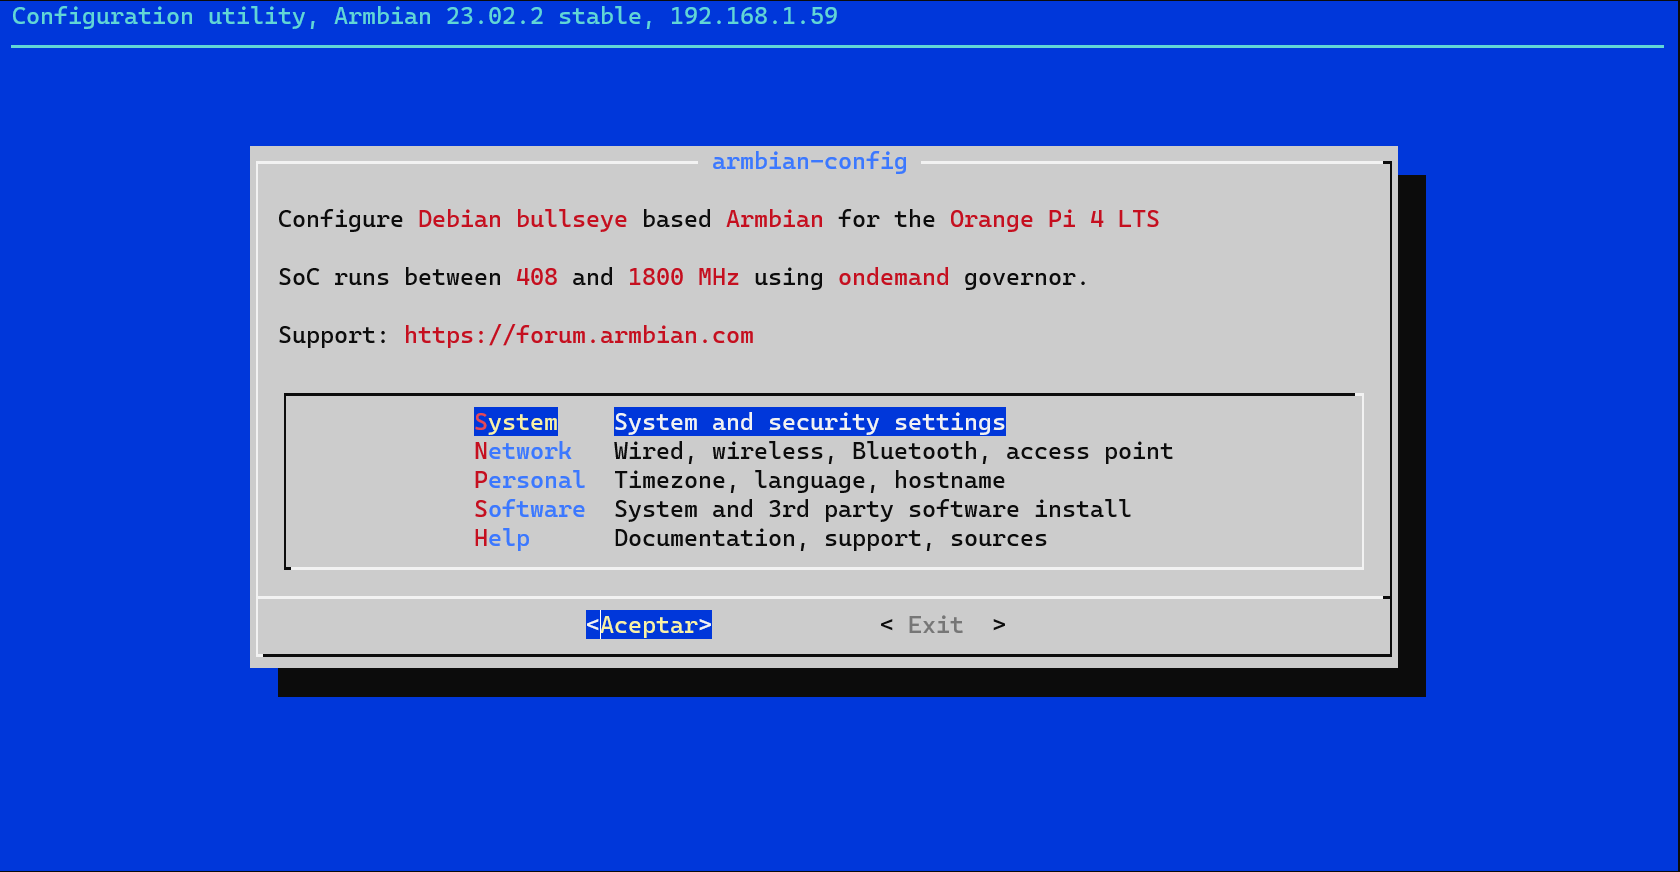 Configuration utility, Armbian 23.02.2 stable, 192.168.1.59
armbian-config
Configure Debian bullseye based Armbian for the Orange Pi 4 LTS
SoC runs between 408 and 1800 MHz using ondemand governor.
Support: https://forum.armbian.com
System System and security settings
Network Wired, wireless, Bluetooth, access point
Personal Timezone, language, hostname
Software System and 3rd party software install
Help Documentation, support, sources
<Aceptar> < Exit >